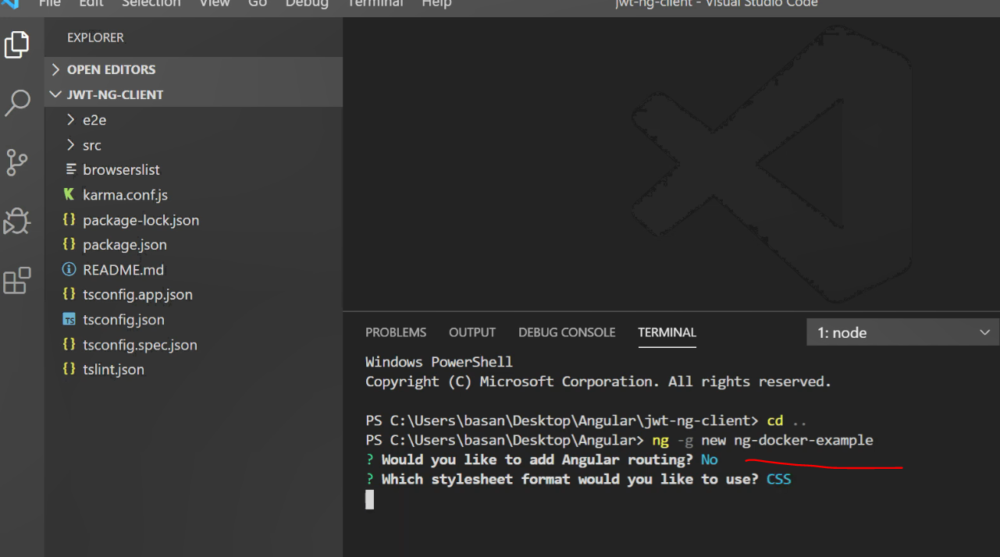 File Edit Selection View Go Debug Terminal Help jwt-ng-client - Visual Studio Code
EXPLORER
OPEN EDITORS
JWT-NG-CLIENT
e2e
src
browserslist
karma.conf.js
package-lock.json
package.json
README.md
tsconfig.app.json
tsconfig.json
tsconfig.spec.json
tslint.json
PROBLEMS OUTPUT DEBUG CONSOLE TERMINAL 1: node
Windows PowerShell
Copyright (C) Microsoft Corporation. All rights reserved.
PS C:\Users\basan\Desktop\Angular\jwt-ng-client> cd ..
PS C:\Users\basan\Desktop\Angular> ng -g new ng-docker-example
? Would you like to add Angular routing? No
? Which stylesheet format would you like to use? CSS